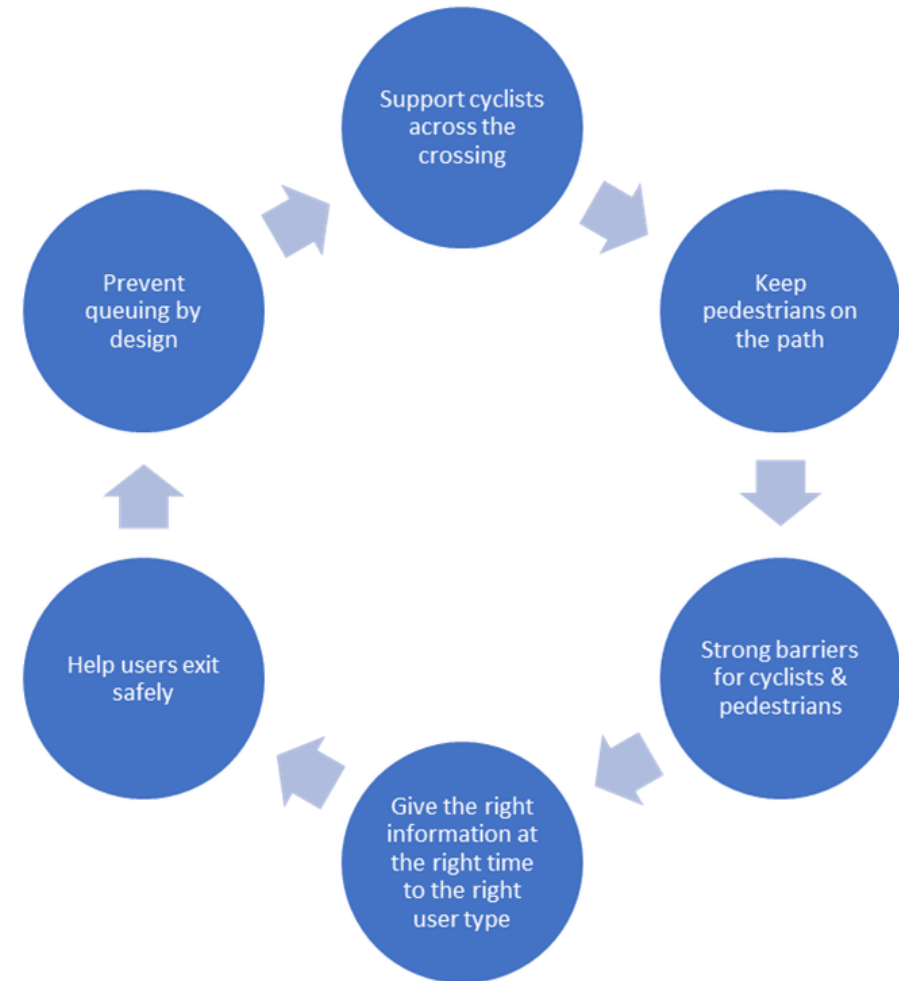 Support cyclists
across the
crossing
Keep
pedestrians on
the path
Strong barriers
for cyclists &
pedestrians
Give the right
information at
the right time
to the right
user type
Help users exit
safely
Prevent
queuing by
design